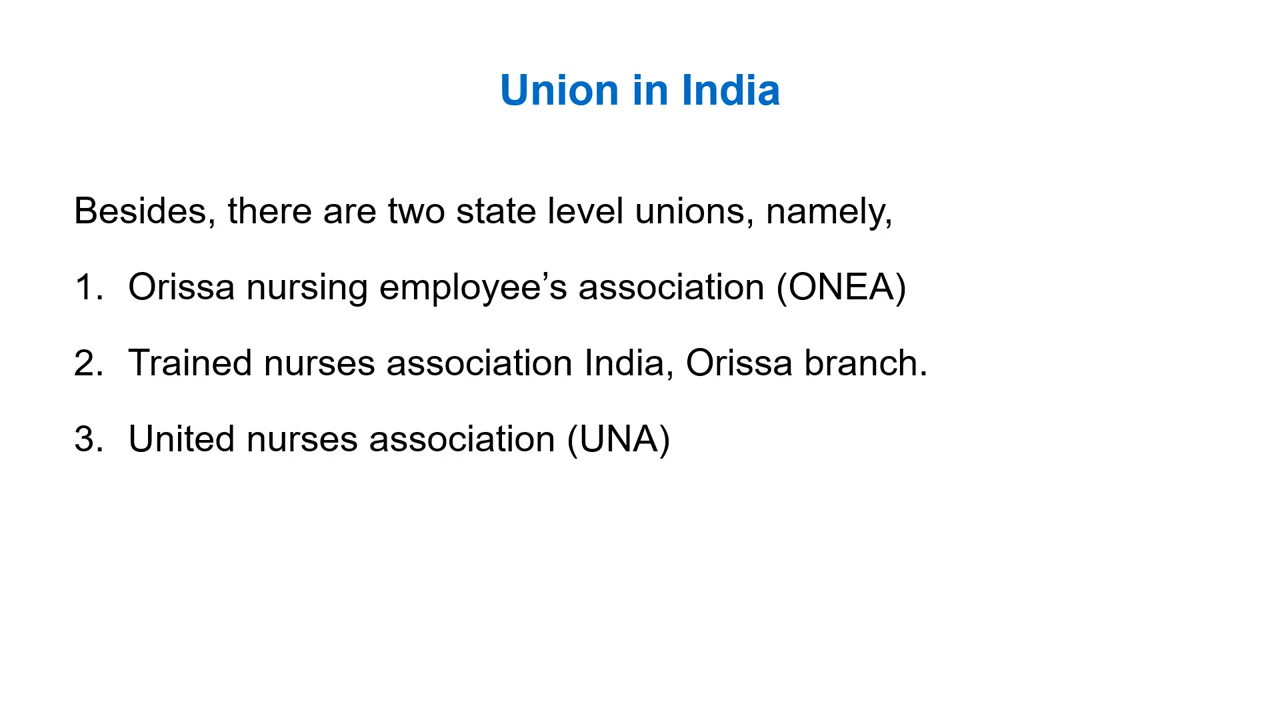 Union in India
Besides, there are two state level unions, namely,
1. Orissa nursing employee’s association (ONEA)
2. Trained nurses association India, Orissa branch.
3. United nurses association (UNA)